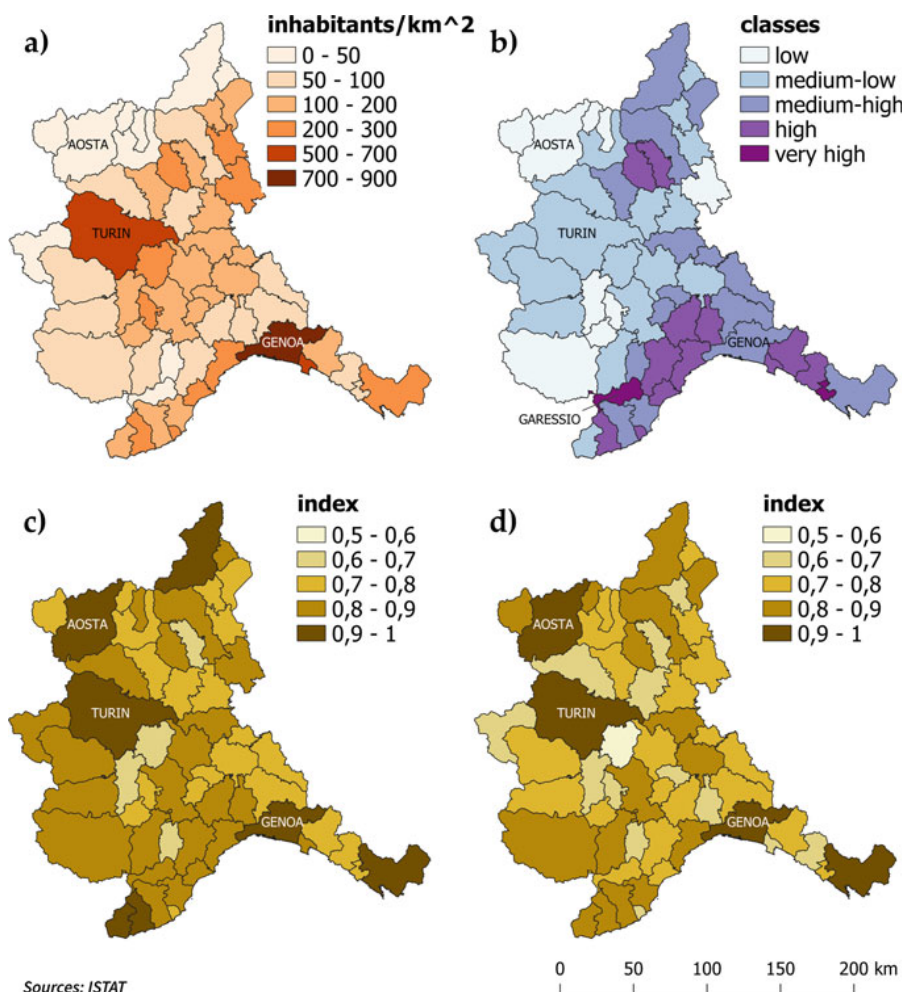 a)
inhabitants/km^2
0 - 50
50 - 100
100 - 200
200 - 300
500 - 700
700 - 900
AOSTA
TURIN
GENOA
b)
classes
low
medium-low
medium-high
high
very high
AOSTA
TURIN
GENOA
GARESSIO
c)
index
0,5 - 0,6
0,6 - 0,7
0,7 - 0,8
0,8 - 0,9
0,9 - 1
AOSTA
TURIN
GENOA
d)
index
0,5 - 0,6
0,6 - 0,7
0,7 - 0,8
0,8 - 0,9
0,9 - 1
AOSTA
TURIN
GENOA
Sources: ISTAT
0 50 100 150 200 km